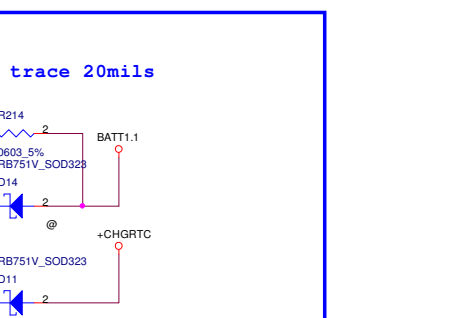 trace 20mils
R214
2
BATT1.1
0603_5%
RB751V_SOD323
D14
2
@
+CHGRTC
RB751V_SOD323
D11
2